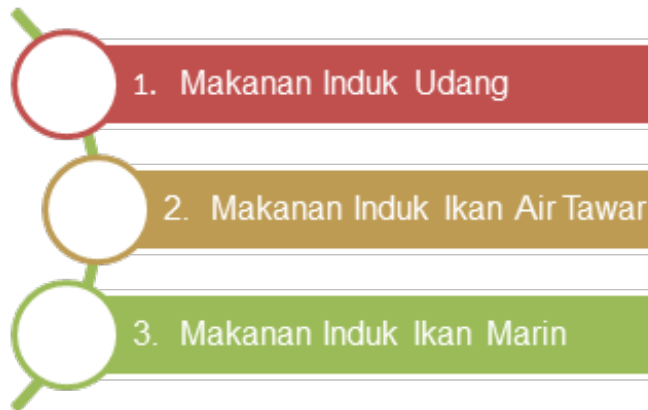 1. Makanan Induk Udang
2. Makanan Induk Ikan Air Tawar
3. Makanan Induk Ikan Marin